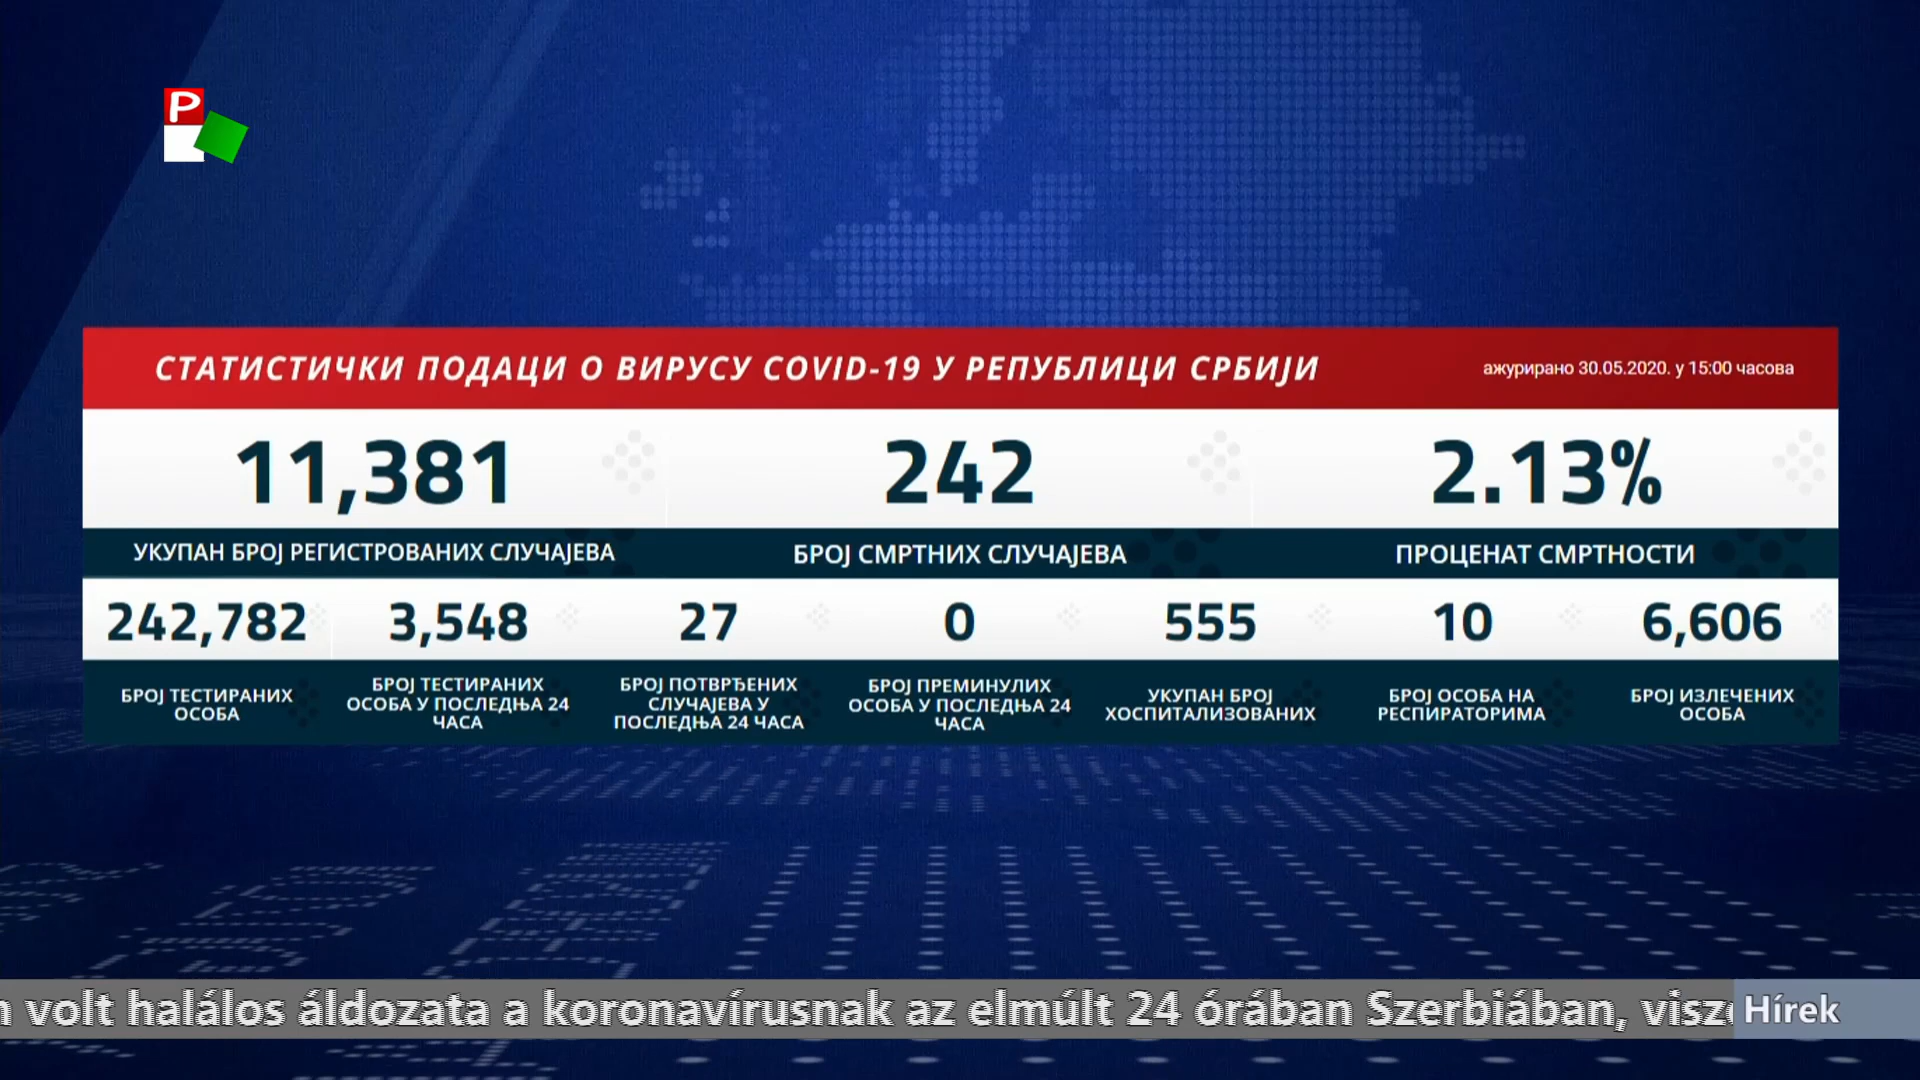 P
СТАТИСТИЧКИ ПОДАЦИ О ВИРУСУ COVID-19 У РЕПУБЛИЦИ СРБИЈИ
ажурирано 30.05.2020. у 15:00 часова
11,381
242
2.13%
УКУПАН БРОЈ РЕГИСТРОВАНИХ СЛУЧАЈЕВА
БРОЈ СМРТНИХ СЛУЧАЈЕВА
ПРОЦЕНАТ СМРТНОСТИ
242,782
3,548
27
0
555
10
6,606
БРОЈ ТЕСТИРАНИХ
ОСОБА
БРОЈ ТЕСТИРАНИХ
ОСОБА У ПОСЛЕДЊА 24
ЧАСА
БРОЈ ПОТВРЂЕНИХ
СЛУЧАЈЕВА У
ПОСЛЕДЊА 24 ЧАСА
БРОЈ ПРЕМИНУЛИХ
ОСОБА У ПОСЛЕДЊА 24
ЧАСА
УКУПАН БРОЈ
ХОСПИТАЛИЗОВАНИХ
БРОЈ ОСОБА НА
РЕСПИРАТОРИМА
БРОЈ ИЗЛЕЧЕНИХ
ОСОБА
volt halálos áldozata a koronavírusnak az elmúlt 24 órában Szerbiában,
Hírek